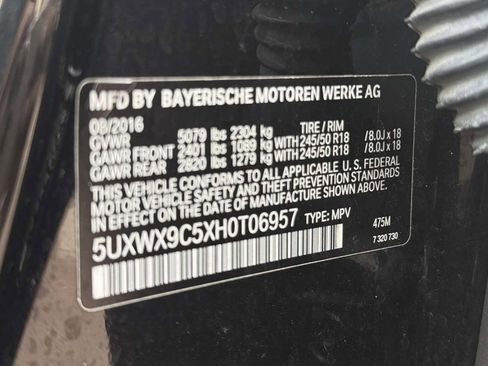 MFD BY BAYERISCHE MOTOREN WERKE AG
08/2016 TIRE / RIM
GVWR 5079 lbs 2304 kg
GAWR FRONT 2401 lbs 1089 kg WITH 245/50 R18 / 8.0J x 18
GAWR REAR 2820 lbs 1279 kg WITH 245/50 R18 / 8.0J x 18
THIS VEHICLE CONFORMS TO ALL APPLICABLE U. S. FEDERAL
MOTOR VEHICLE SAFETY AND THEFT PREVENTION STANDARDS
IN EFFECT ON THE DATE OF MANUFACTURE SHOWN ABOVE.
5UXWX9C5XH0T06957 TYPE: MPV 475M
7 320 730